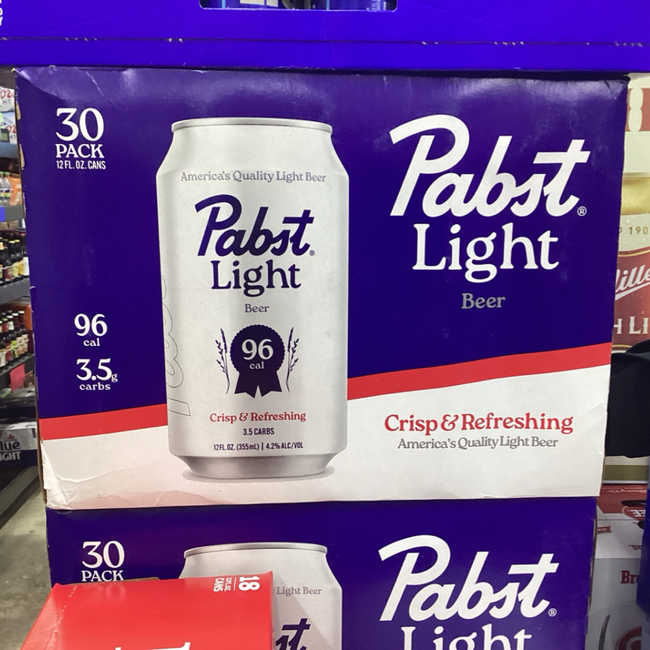 30
PACK
12 FL. OZ. CANS
America's Quality Light Beer
Pabst®
Light
Beer
96
cal
Crisp & Refreshing
3.5 CARBS
12FL. OZ. (355mL) | 4.2% ALC/VOL
96
cal
3.5g
carbs
Pabst®
Light
Beer
Crisp & Refreshing
America's Quality Light Beer
30
PACK
Light Beer
Pabst®
Light
18
CANS